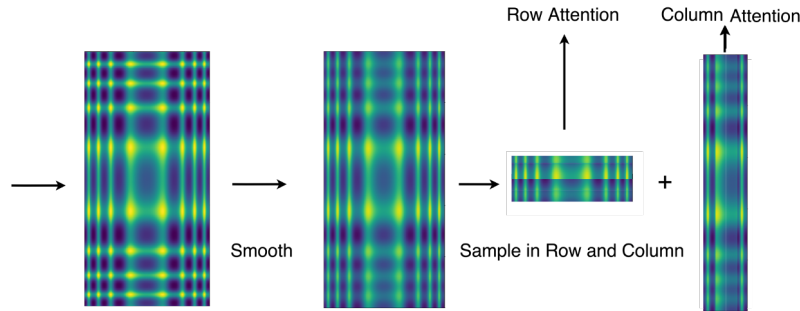 Row Attention
Column Attention
Smooth
+
Sample in Row and Column